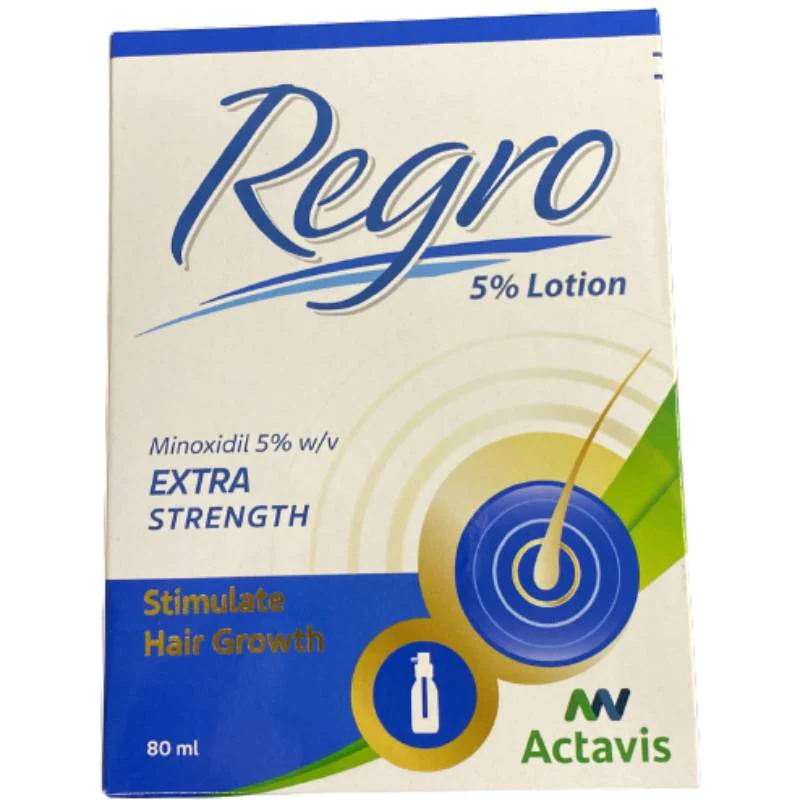 Regro
5% Lotion
Minoxidil 5% w/v
EXTRA
STRENGTH
Stimulate
Hair Growth
80 ml
Actavis